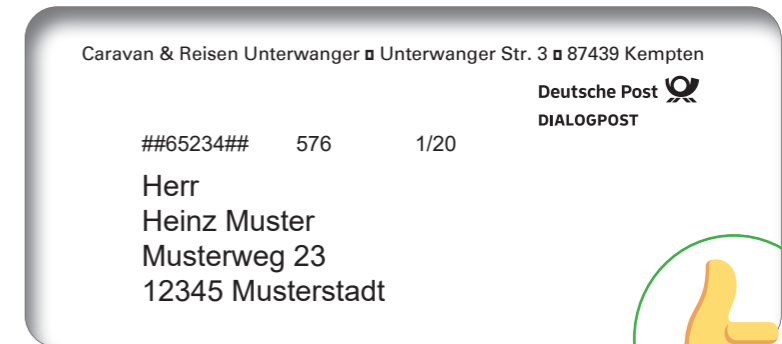 Caravan & Reisen Unterwanger ¤ Unterwanger Str. 3 ¤ 87439 Kempten
Deutsche Post
DIALOGPOST
##65234## 576 1/20
Herr
Heinz Muster
Musterweg 23
12345 Musterstadt